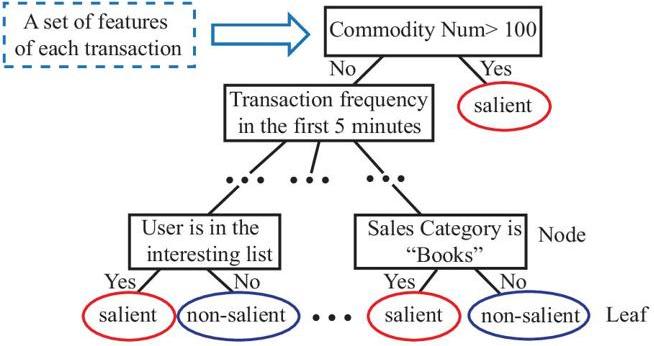 A set of features
of each transaction
Commodity Num> 100
No
Yes
Transaction frequency
in the first 5 minutes
salient
••• ••• •••
User is in the
interesting list
Sales Category is
“Books”
Node
Yes
No
Yes
No
salient
non-salient
•••
salient
non-salient
Leaf